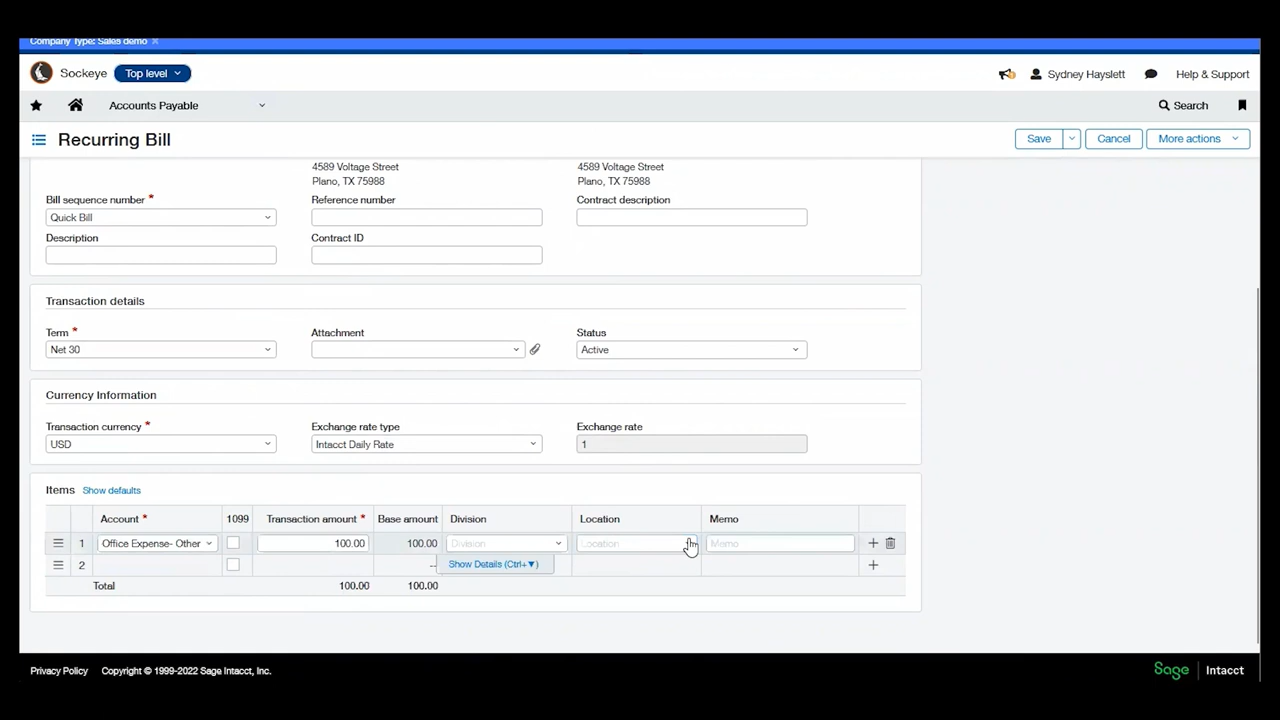 Company Type: Sales demo ×
Sockeye Top level Sydney Hayslett Help & Support
Accounts Payable Search
Recurring Bill Save Cancel More actions
4589 Voltage Street 4589 Voltage Street
Plano, TX 75988 Plano, TX 75988
Bill sequence number * Reference number Contract description
Quick Bill
Description Contract ID
Transaction details
Term * Attachment Status
Net 30 Active
Currency Information
Transaction currency * Exchange rate type Exchange rate
USD Intacct Daily Rate 1
Items Show defaults
Account * 1099 Transaction amount * Base amount Division Location Memo
1 Office Expense- Other 100.00 100.00 Division Location Memo
2 -- Show Details (Ctrl+▼)
Total 100.00 100.00
Privacy Policy Copyright © 1999-2022 Sage Intacct, Inc. Sage Intacct